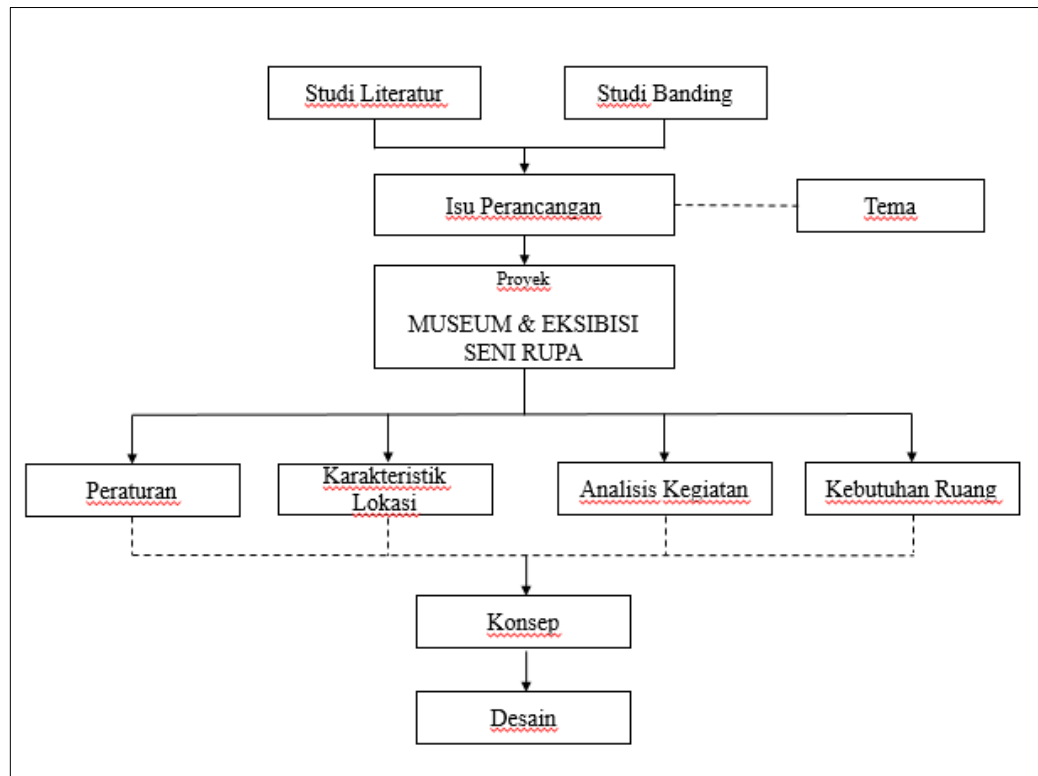 Studi Literatur
Studi Banding
Isu Perancangan
Tema
Proyek
MUSEUM & EKSIBISI
SENI RUPA
Peraturan
Karakteristik
Lokasi
Analisis Kegiatan
Kebutuhan Ruang
Konsep
Desain